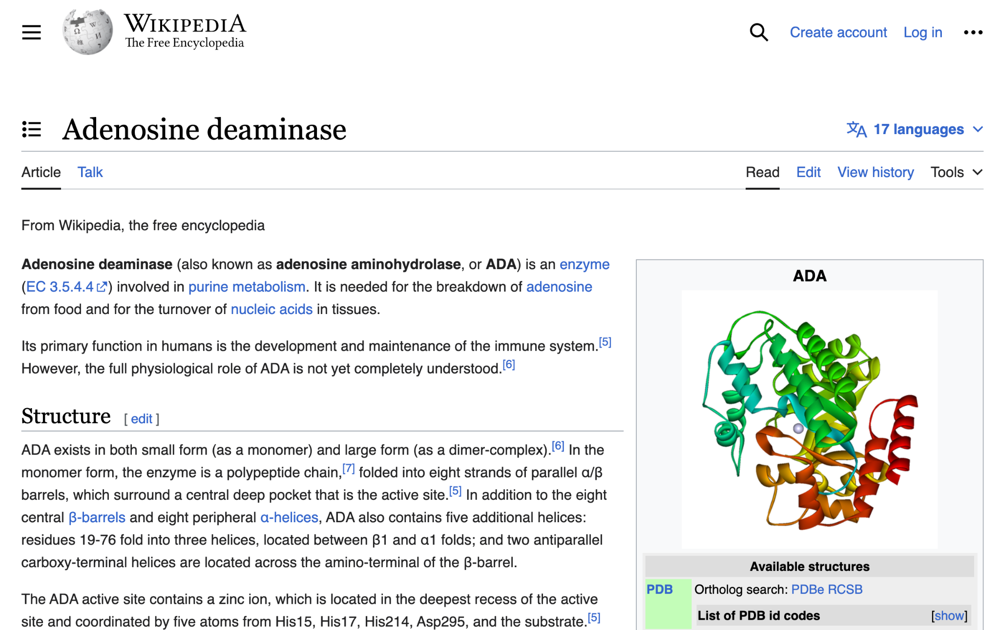 WIKIPEDIA
The Free Encyclopedia
Create account Log in
Adenosine deaminase
17 languages
Article Talk
Read Edit View history Tools
From Wikipedia, the free encyclopedia
Adenosine deaminase (also known as adenosine aminohydrolase, or ADA) is an enzyme
(EC 3.5.4.4) involved in purine metabolism. It is needed for the breakdown of adenosine
from food and for the turnover of nucleic acids in tissues.
Its primary function in humans is the development and maintenance of the immune system.[5]
However, the full physiological role of ADA is not yet completely understood.[6]
Structure [ edit ]
ADA exists in both small form (as a monomer) and large form (as a dimer-complex).[6] In the
monomer form, the enzyme is a polypeptide chain,[7] folded into eight strands of parallel α/β
barrels, which surround a central deep pocket that is the active site.[5] In addition to the eight
central β-barrels and eight peripheral α-helices, ADA also contains five additional helices:
residues 19-76 fold into three helices, located between β1 and α1 folds; and two antiparallel
carboxy-terminal helices are located across the amino-terminal of the β-barrel.
The ADA active site contains a zinc ion, which is located in the deepest recess of the active
site and coordinated by five atoms from His15, His17, His214, Asp295, and the substrate.[5]
ADA
Available structures
PDB Ortholog search: PDBe RCSB
List of PDB id codes [show]